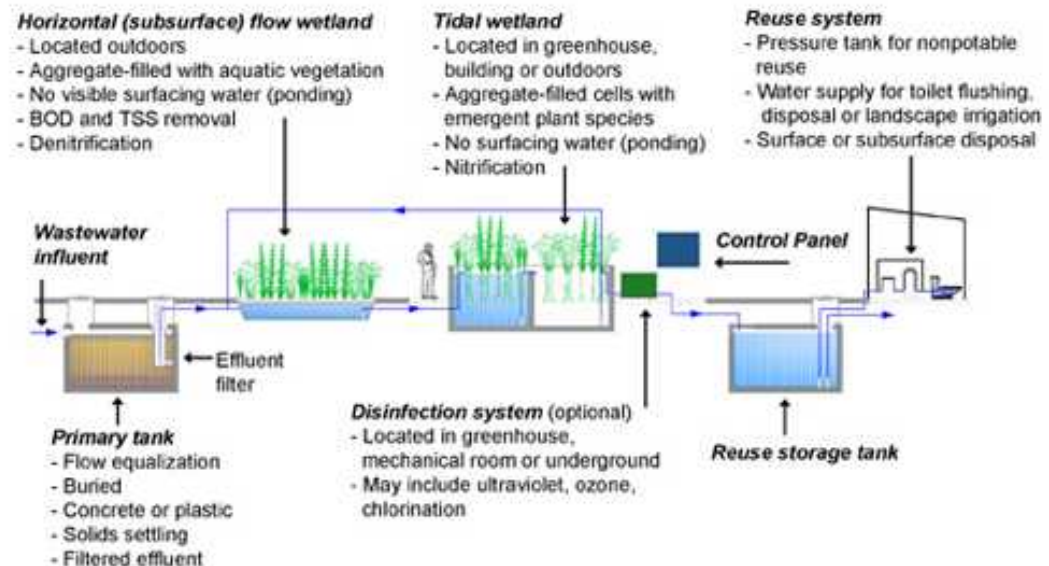 Horizontal (subsurface) flow wetland
- Located outdoors
- Aggregate-filled with aquatic vegetation
- No visible surfacing water (ponding)
- BOD and TSS removal
- Denitrification
Tidal wetland
- Located in greenhouse,
building or outdoors
- Aggregate-filled cells with
emergent plant species
- No surfacing water (ponding)
- Nitrification
Reuse system
- Pressure tank for nonpotable
reuse
- Water supply for toilet flushing,
disposal or landscape irrigation
- Surface or subsurface disposal
Wastewater
influent
Control Panel
Effluent
filter
Primary tank
- Flow equalization
- Buried
- Concrete or plastic
- Solids settling
- Filtered effluent
Disinfection system (optional)
- Located in greenhouse,
mechanical room or underground
- May include ultraviolet, ozone,
chlorination
Reuse storage tank